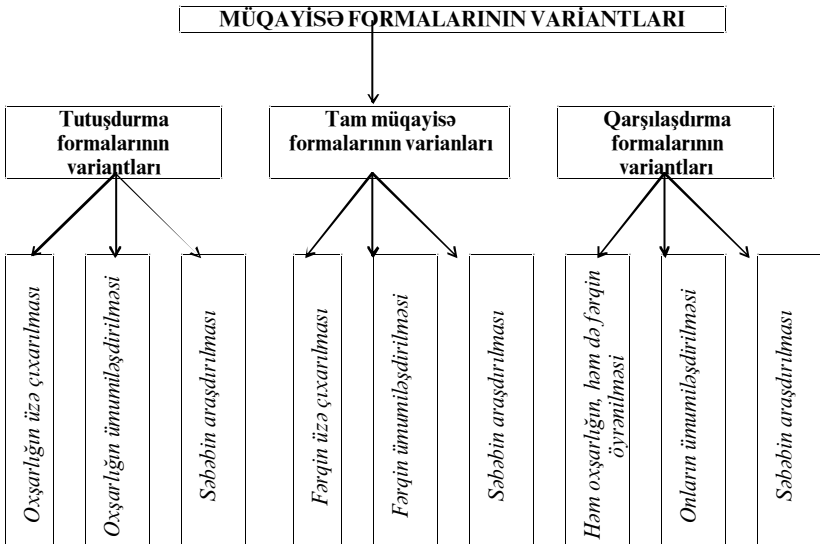 MÜQAYİSƏ FORMALARININ VARİANTLARI
Tutuşdurma
formalarının
variantları
Tam müqayisə
formalarının varianları
Qarşılaşdırma
formalarının
variantları
Oxşarlığın üzə çıxarılması
Oxşarlığın ümumiləşdirilməsi
Səbəbin araşdırılması
Fərqin üzə çıxarılması
Fərqin ümumiləşdirilməsi
Səbəbin araşdırılması
Həm oxşarlığın, həm də fərqin
öyrənilməsi
Onların ümumiləşdirilməsi
Səbəbin araşdırılması